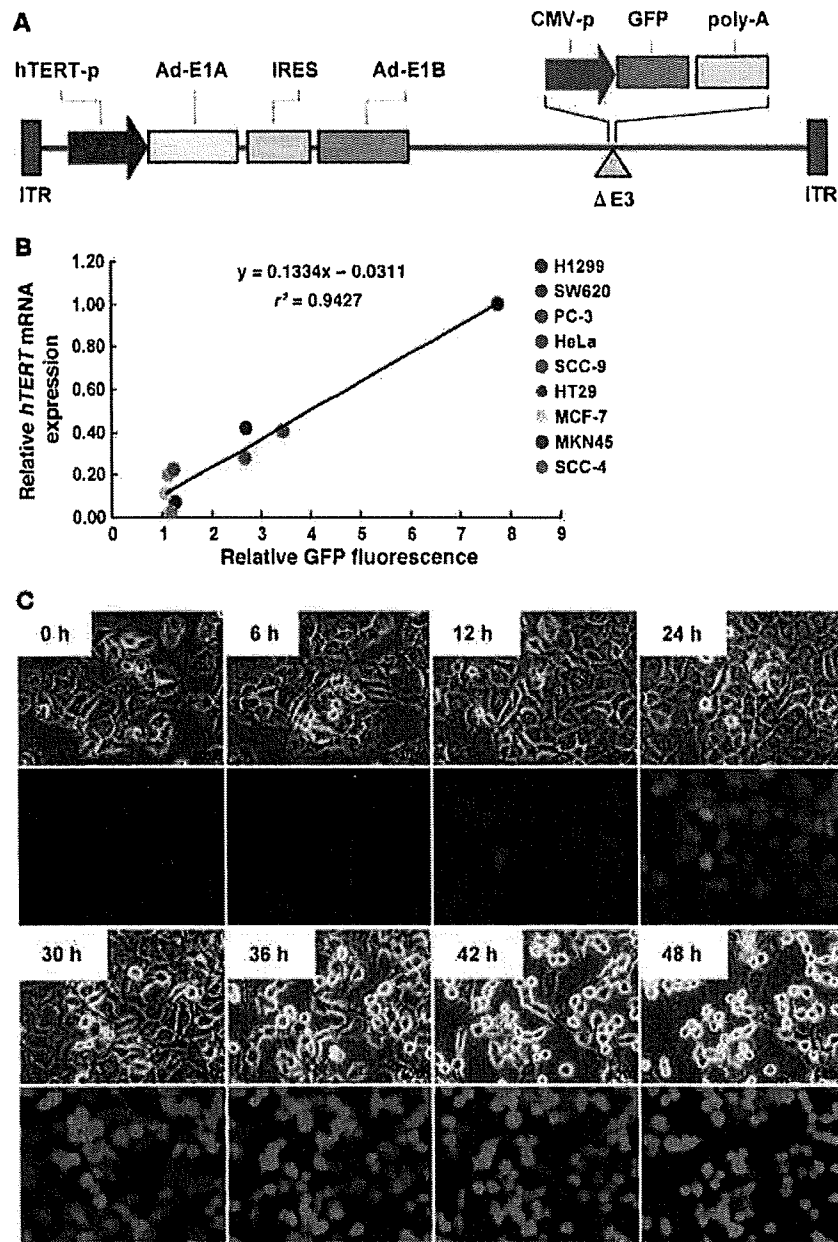 A
CMV-p GFP poly-A
hTERT-p Ad-E1A IRES Ad-E1B
ITR
ITR
Δ E3
B
1.20
1.00
0.80
0.60
0.40
0.20
0.00
Relative hTERT mRNA
expression
y = 0.1334x − 0.0311
r² = 0.9427
0 1 2 3 4 5 6 7 8 9
Relative GFP fluorescence
H1299
SW620
PC-3
HeLa
SCC-9
HT29
MCF-7
MKN45
SCC-4
C
0 h 6 h 12 h 24 h
30 h 36 h 42 h 48 h